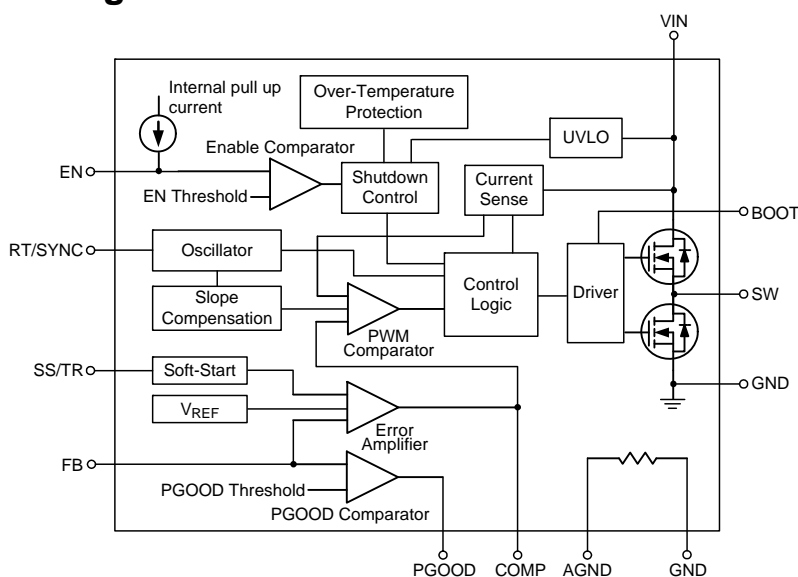 g
VIN
Internal pull up
current
Over-Temperature
Protection
UVLO
Enable Comparator
EN
EN Threshold
Shutdown
Control
Current
Sense
BOOT
RT/SYNC
Oscillator
Slope
Compensation
PWM
Comparator
Control
Logic
Driver
SW
SS/TR
Soft-Start
VREF
Error
Amplifier
GND
FB
PGOOD Threshold
PGOOD Comparator
PGOOD
COMP
AGND
GND